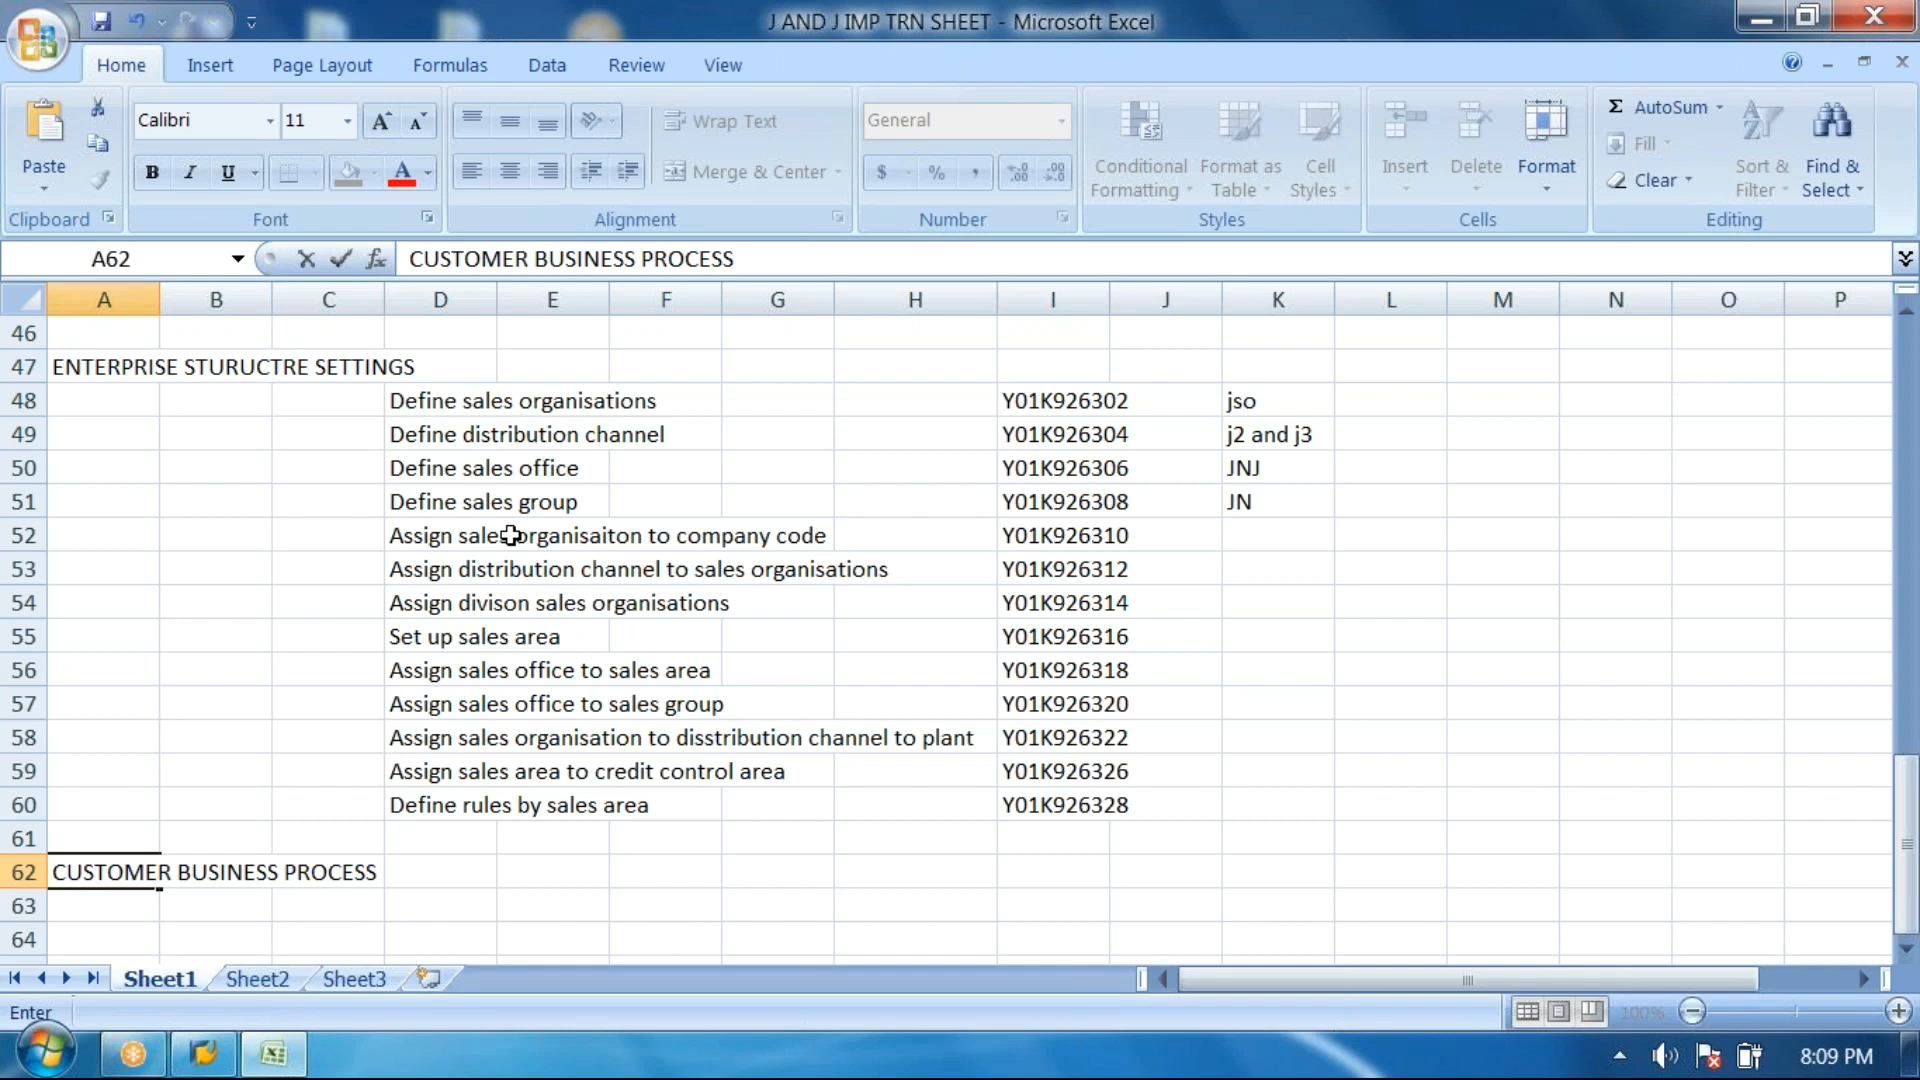 J AND J IMP TRN SHEET - Microsoft Excel
Home Insert Page Layout Formulas Data Review View
Paste
Calibri 11
B I U A
Wrap Text
Merge & Center
General
$ % ,
Conditional Formatting
Format as Table
Cell Styles
Insert Delete Format
Σ AutoSum
Fill
Clear
Sort & Filter
Find & Select
Clipboard Font Alignment Number Styles Cells Editing
A62 fx CUSTOMER BUSINESS PROCESS
A B C D E F G H I J K L M N O P
46
47 ENTERPRISE STURUCTRE SETTINGS
48 Define sales organisations Y01K926302 jso
49 Define distribution channel Y01K926304 j2 and j3
50 Define sales office Y01K926306 JNJ
51 Define sales group Y01K926308 JN
52 Assign sales organisaiton to company code Y01K926310
53 Assign distribution channel to sales organisations Y01K926312
54 Assign divison sales organisations Y01K926314
55 Set up sales area Y01K926316
56 Assign sales office to sales area Y01K926318
57 Assign sales office to sales group Y01K926320
58 Assign sales organisation to disstribution channel to plant Y01K926322
59 Assign sales area to credit control area Y01K926326
60 Define rules by sales area Y01K926328
61
62 CUSTOMER BUSINESS PROCESS
63
64
Sheet1 Sheet2 Sheet3
Enter 100%
8:09 PM